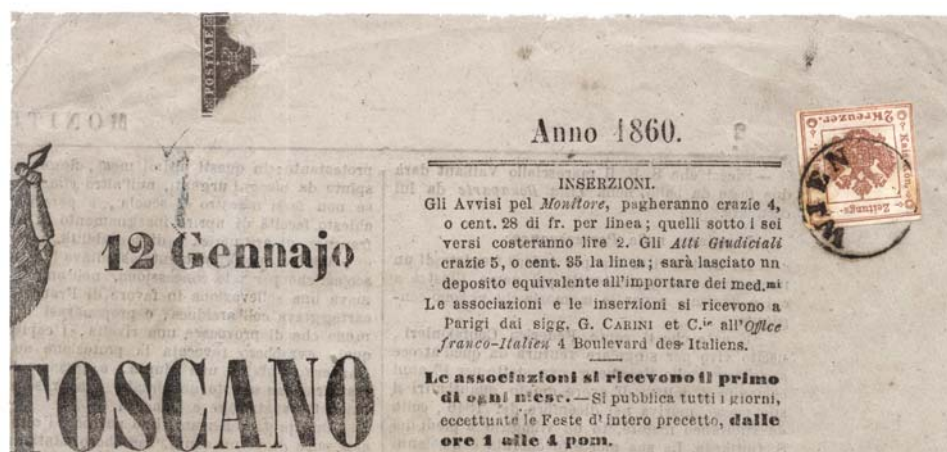 POSTALE
Anno 1860.
2 Kreuzer.
Zeitungs-
WIEN
12 Gennajo
TOSCANO
INSERZIONI.
Gli Avvisi pel Monitore, pagheranno crazie 4,
o cent. 28 di fr. per linea; quelli sotto i sei
versi costeranno lire 2. Gli Atti Giudiciali
crazie 5, o cent. 35 la linea; sarà lasciato un
deposito equivalente all'importare dei med.mi
Le associazioni e le inserzioni si ricevono a
Parigi dai sigg. G. CARINI et C.ie all'Office
franco-Italien 4 Boulevard des Italiens.
Le associazioni si ricevono il primo
di ogni mese.—Si pubblica tutti i giorni,
eccettuate le Feste d'intero precetto, dalle
ore 1 alle 4 pom.